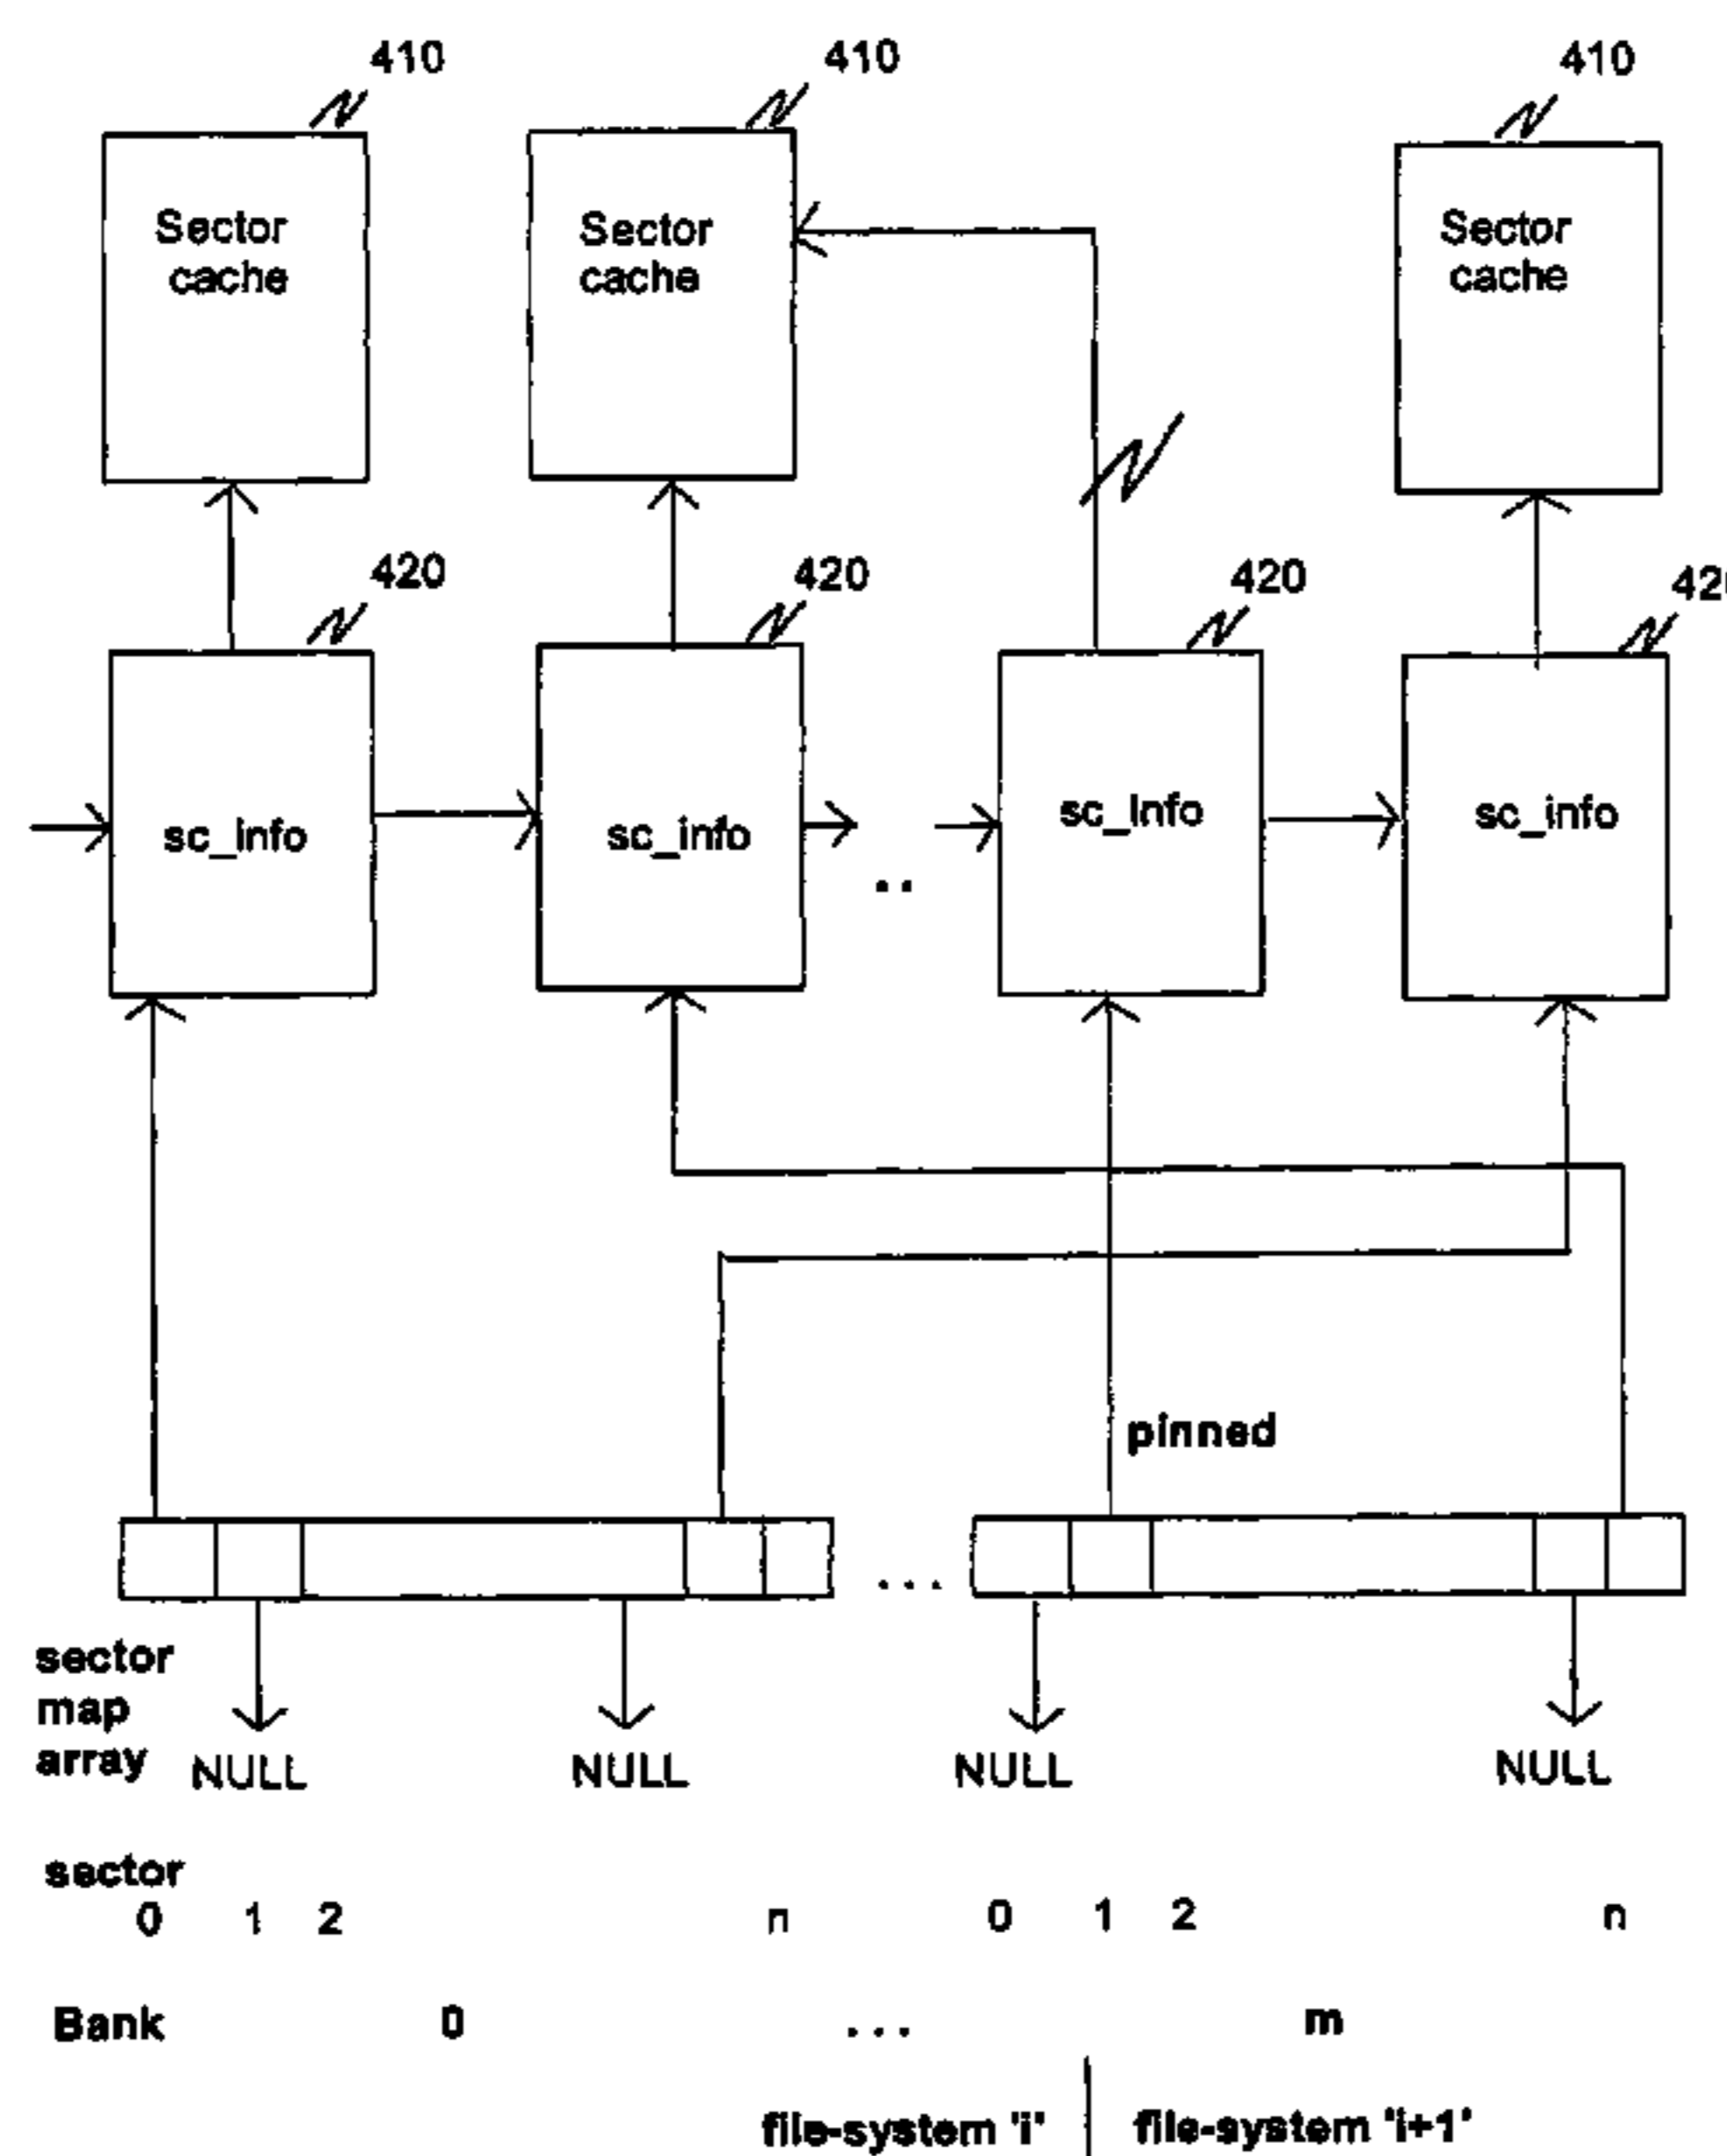 410
410
410
Sector
cache
Sector
cache
Sector
cache
420
420
420
sc_info
sc_info
sc_info
sc_info
..
pinned
...
sector
map
array
NULL
NULL
NULL
NULL
sector
0 1 2 n 0 1 2 n
Bank 0 ... m
file-system 'i' file-system 'i+1'